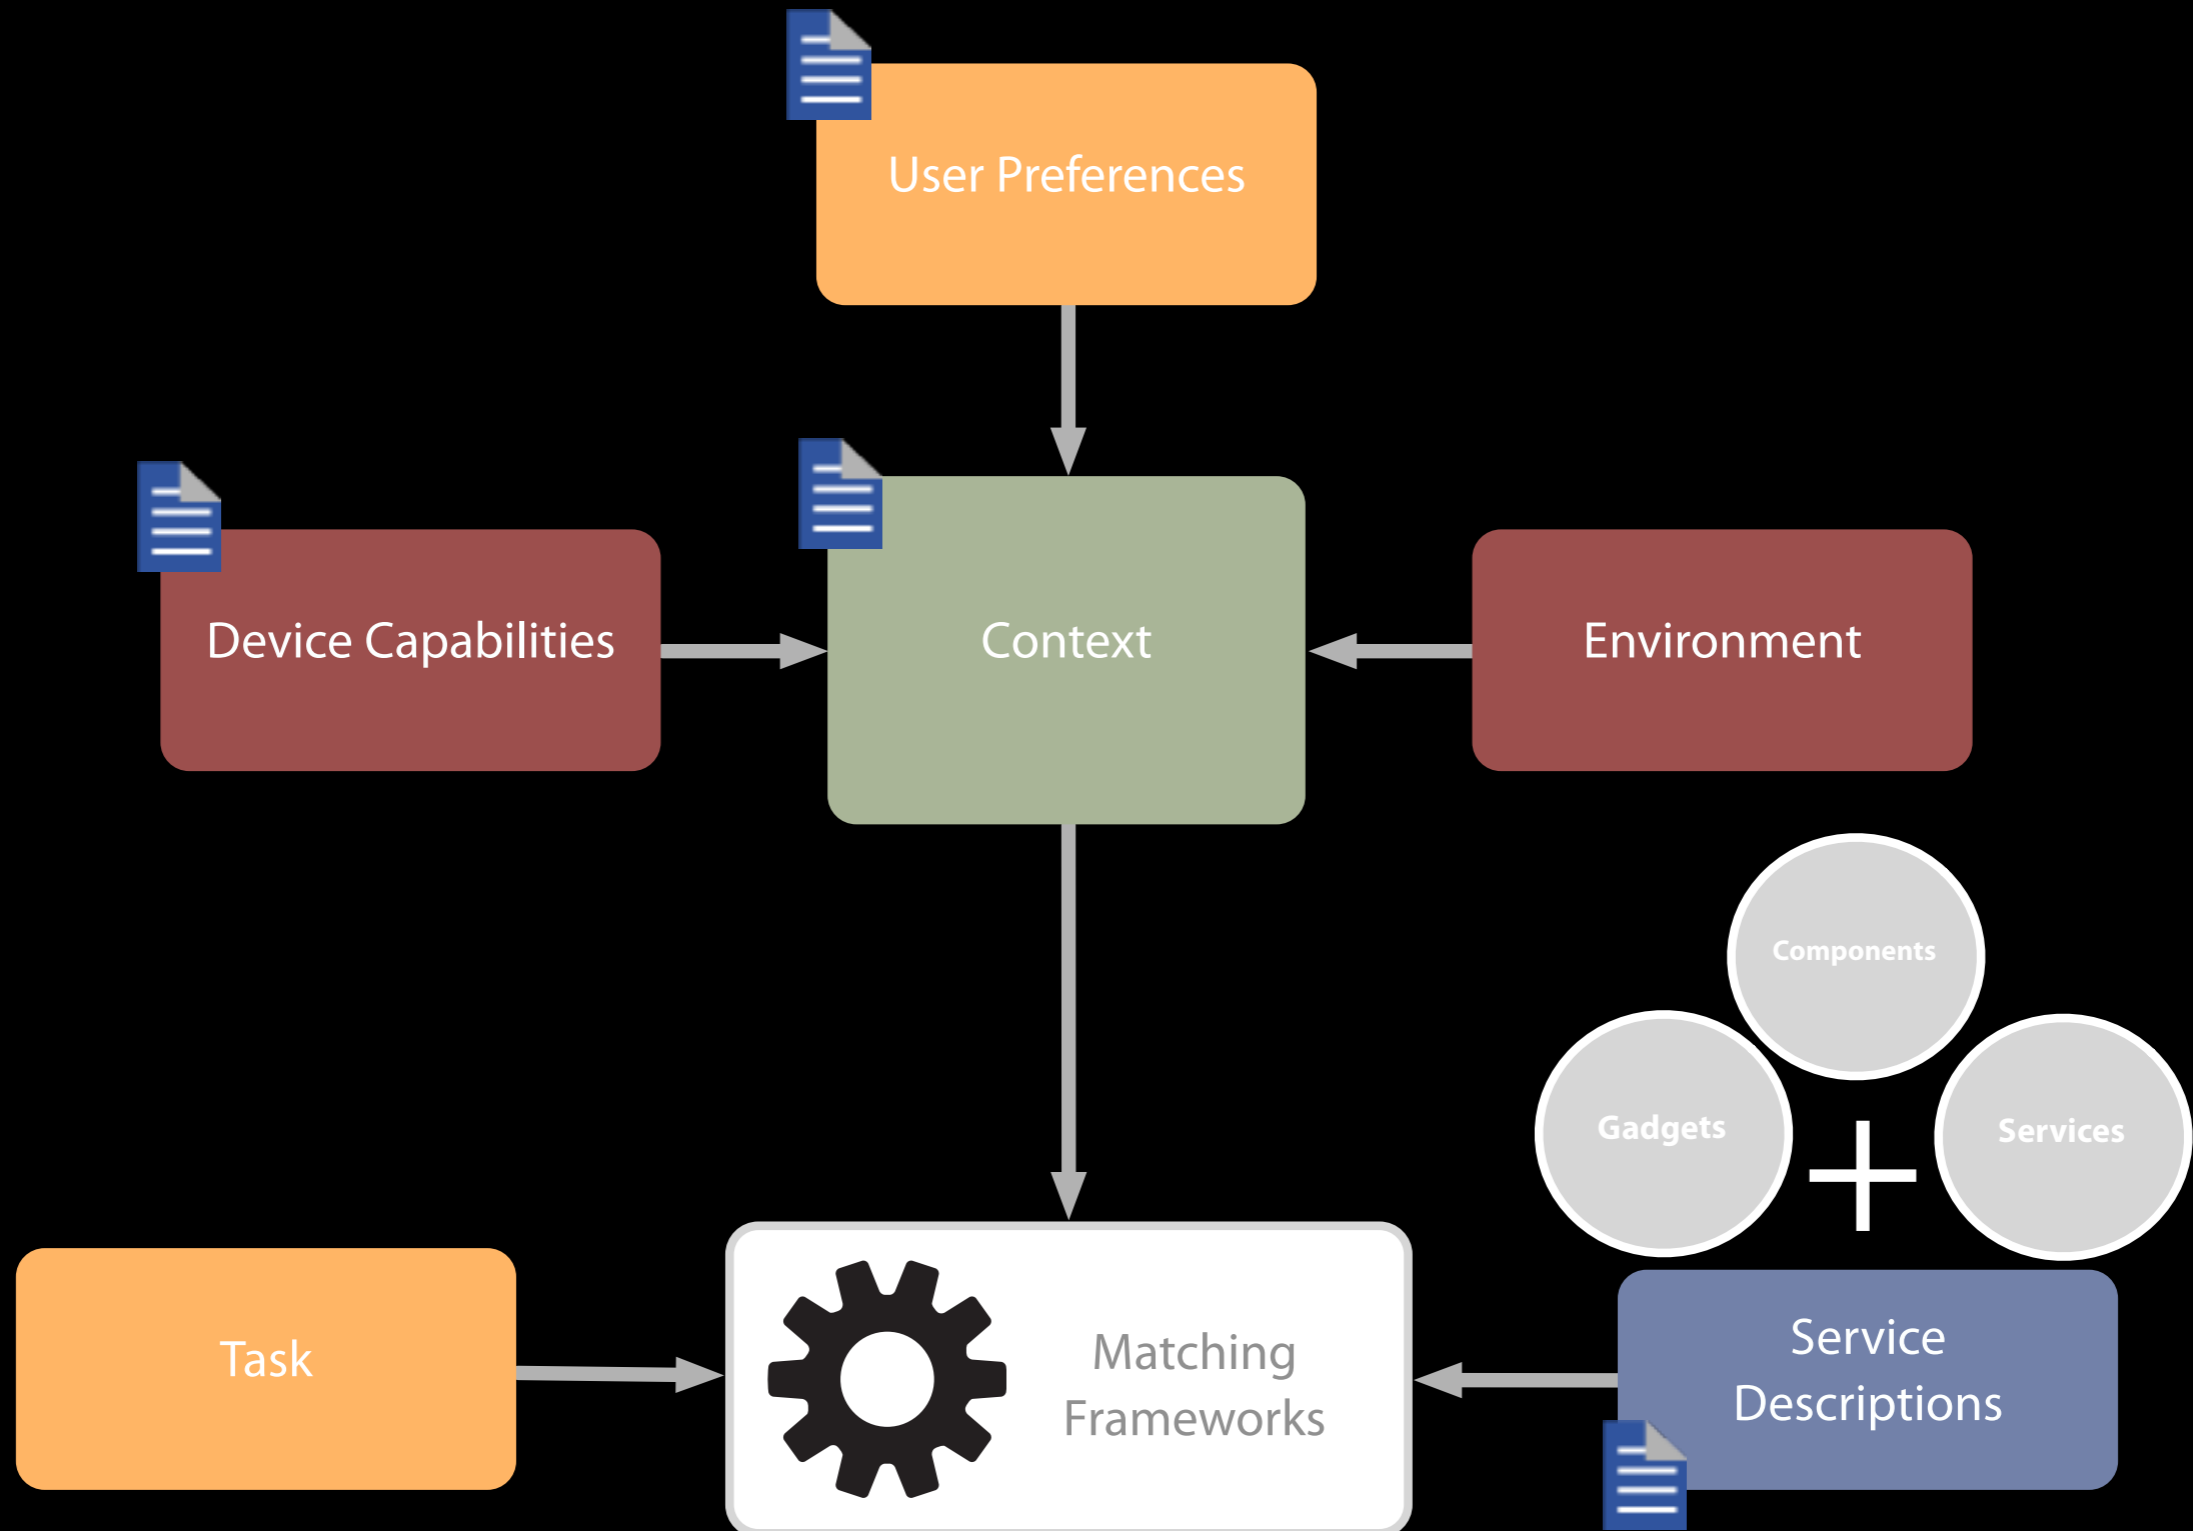 User Preferences
Device Capabilities
Context
Environment
Components
Gadgets
Services
Task
Matching
Frameworks
Service
Descriptions